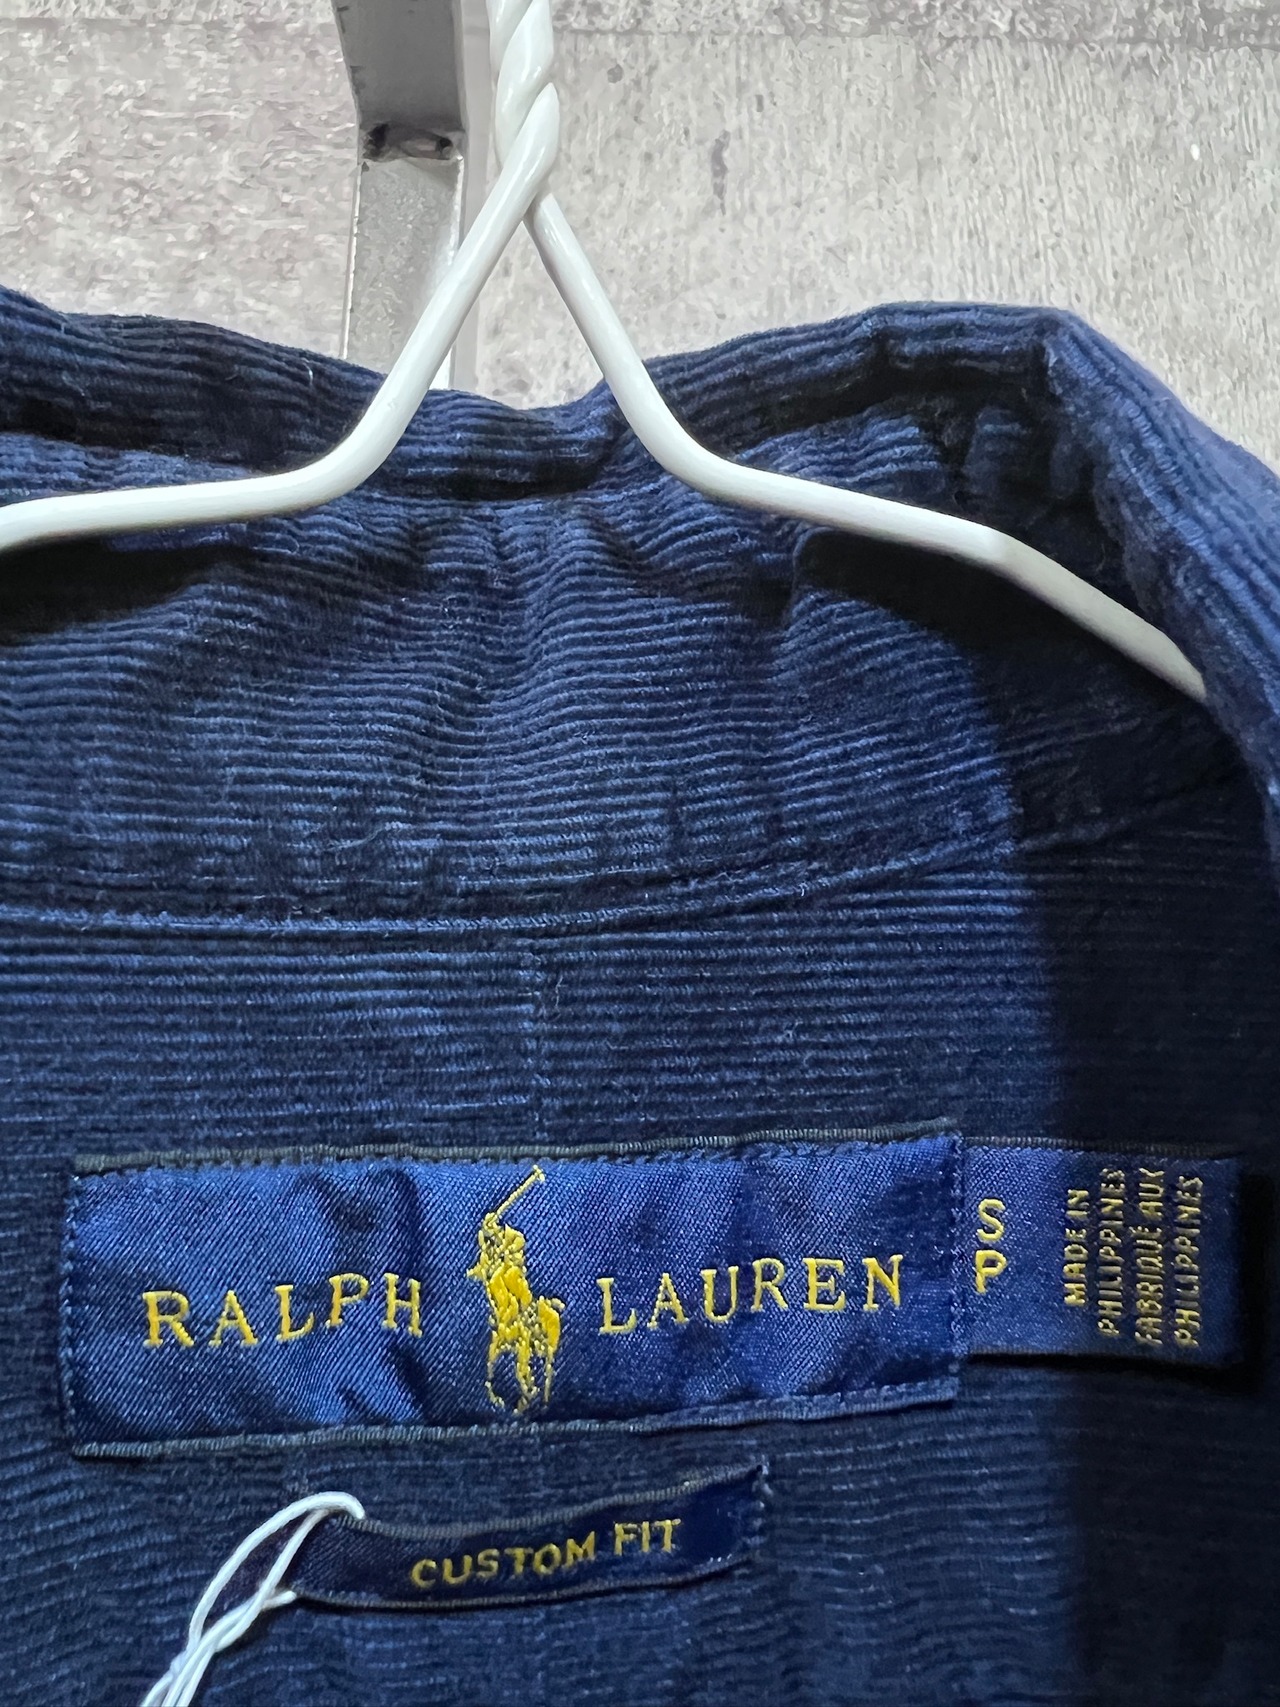 RALPH LAUREN
S
P
MADE IN
PHILIPPINES
FABRIQUE AUX
PHILIPPINES
CUSTOM FIT